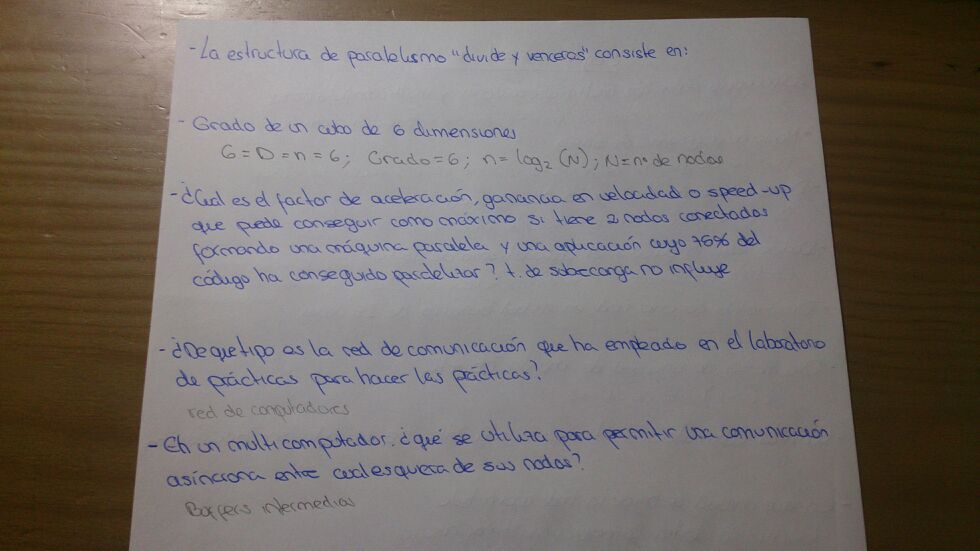 - La estructura de paralelismo "divide y venceras" consiste en:
- Grado de un cubo de 6 dimensiones
G = D = n = 6; Grado = 6; n = log₂ (N); N = nº de nodos
- ¿Cual es el factor de aceleración, ganancia en velocidad o speed-up
que puede conseguir como máximo si tiene 2 nodos conectados
formando una máquina paralela y una aplicación cuyo 75% del
código ha conseguido paralelizar? t. de sobrecarga no influye
- ¿De que tipo es la red de comunicación que ha empleado en el laboratorio
de prácticas para hacer las prácticas?
red de computadores
- En un multicomputador. ¿qué se utiliza para permitir una comunicación
asíncrona entre cualesquiera de sus nodos?
Buffers intermedios